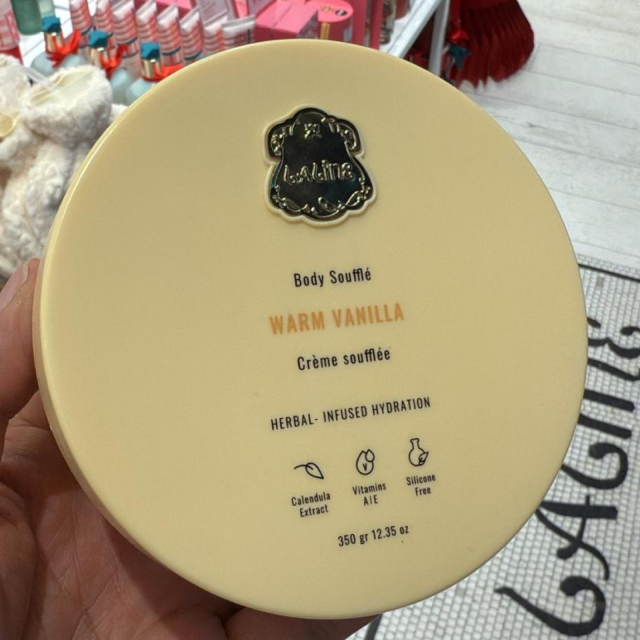 LALINE
Body Soufflé
WARM VANILLA
Crème soufflée
HERBAL- INFUSED HYDRATION
Calendula
Extract
Vitamins
A|E
Silicone
Free
350 gr 12.35 oz
LALINE